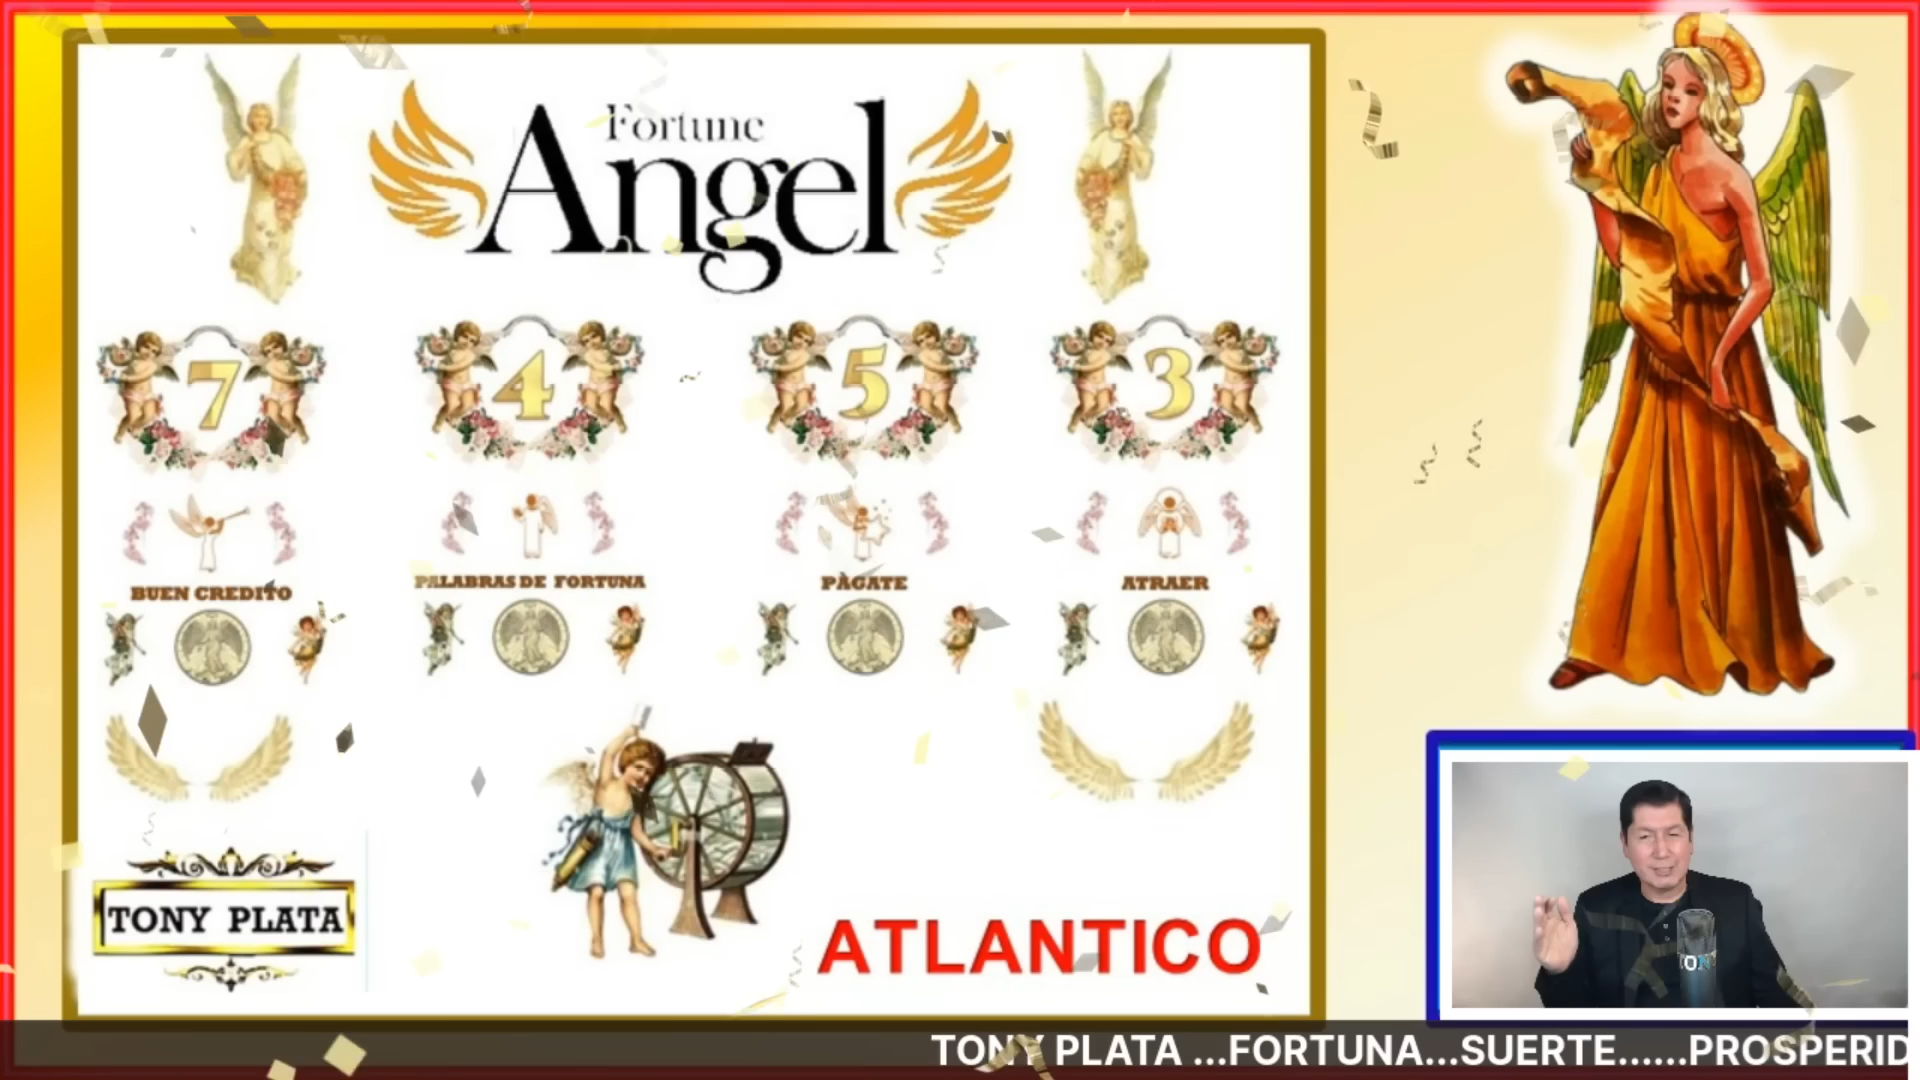 Fortune
Angel
7 4 5 3
BUEN CREDITO
PALABRAS DE FORTUNA
PÀGATE
ATRAER
TONY PLATA
ATLANTICO
TONY PLATA ...FORTUNA...SUERTE......PROSPERID